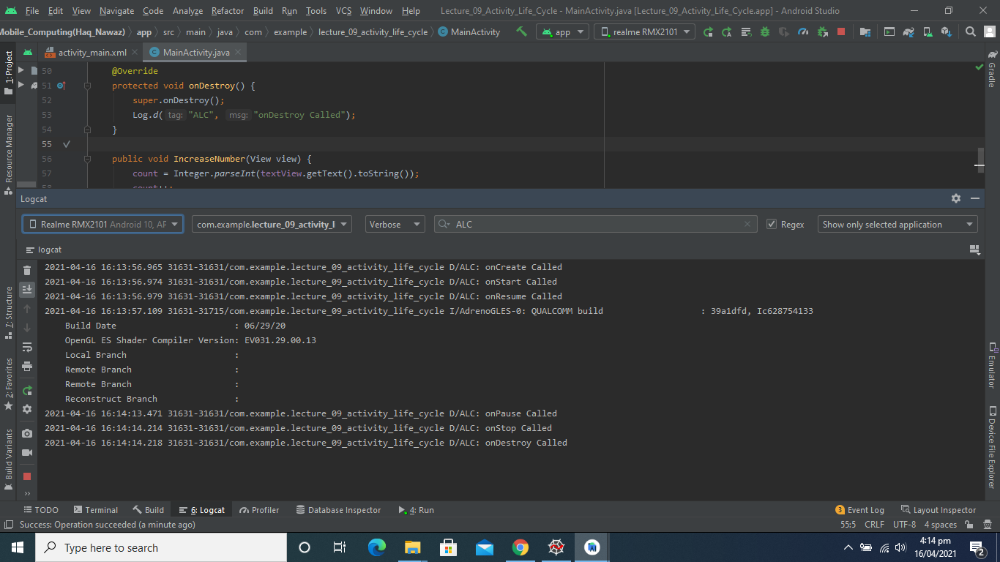 File Edit View Navigate Code Analyze Refactor Build Run Tools VCS Window Help Lecture_09_Activity_Life_Cycle - MainActivity.java [Lecture_09_Activity_Life_Cycle.app] - Android Studio
Mobile_Computing(Haq_Nawaz) app src main java com example lecture_09_activity_life_cycle MainActivity app realme RMX2101
activity_main.xml MainActivity.java
1: Project
Resource Manager
7: Structure
2: Favorites
Build Variants
50 @Override
51 protected void onDestroy() {
52 super.onDestroy();
53 Log.d( tag: "ALC", msg: "onDestroy Called");
54 }
55
56 public void IncreaseNumber(View view) {
57 count = Integer.parseInt(textView.getText().toString());
58 count++;
Logcat
Realme RMX2101 Android 10, AP com.example.lecture_09_activity_l Verbose ALC Regex Show only selected application
logcat
2021-04-16 16:13:56.965 31631-31631/com.example.lecture_09_activity_life_cycle D/ALC: onCreate Called
2021-04-16 16:13:56.974 31631-31631/com.example.lecture_09_activity_life_cycle D/ALC: onStart Called
2021-04-16 16:13:56.979 31631-31631/com.example.lecture_09_activity_life_cycle D/ALC: onResume Called
2021-04-16 16:13:57.109 31631-31715/com.example.lecture_09_activity_life_cycle I/AdrenoGLES-0: QUALCOMM build : 39a1dfd, Ic628754133
Build Date : 06/29/20
OpenGL ES Shader Compiler Version: EV031.29.00.13
Local Branch :
Remote Branch :
Remote Branch :
Reconstruct Branch :
2021-04-16 16:14:13.471 31631-31631/com.example.lecture_09_activity_life_cycle D/ALC: onPause Called
2021-04-16 16:14:14.214 31631-31631/com.example.lecture_09_activity_life_cycle D/ALC: onStop Called
2021-04-16 16:14:14.218 31631-31631/com.example.lecture_09_activity_life_cycle D/ALC: onDestroy Called
Gradle
Emulator
Device File Explorer
TODO Terminal Build 6: Logcat Profiler Database Inspector 4: Run 3 Event Log Layout Inspector
Success: Operation succeeded (a minute ago) 55:5 CRLF UTF-8 4 spaces
Type here to search
4:14 pm
16/04/2021
2